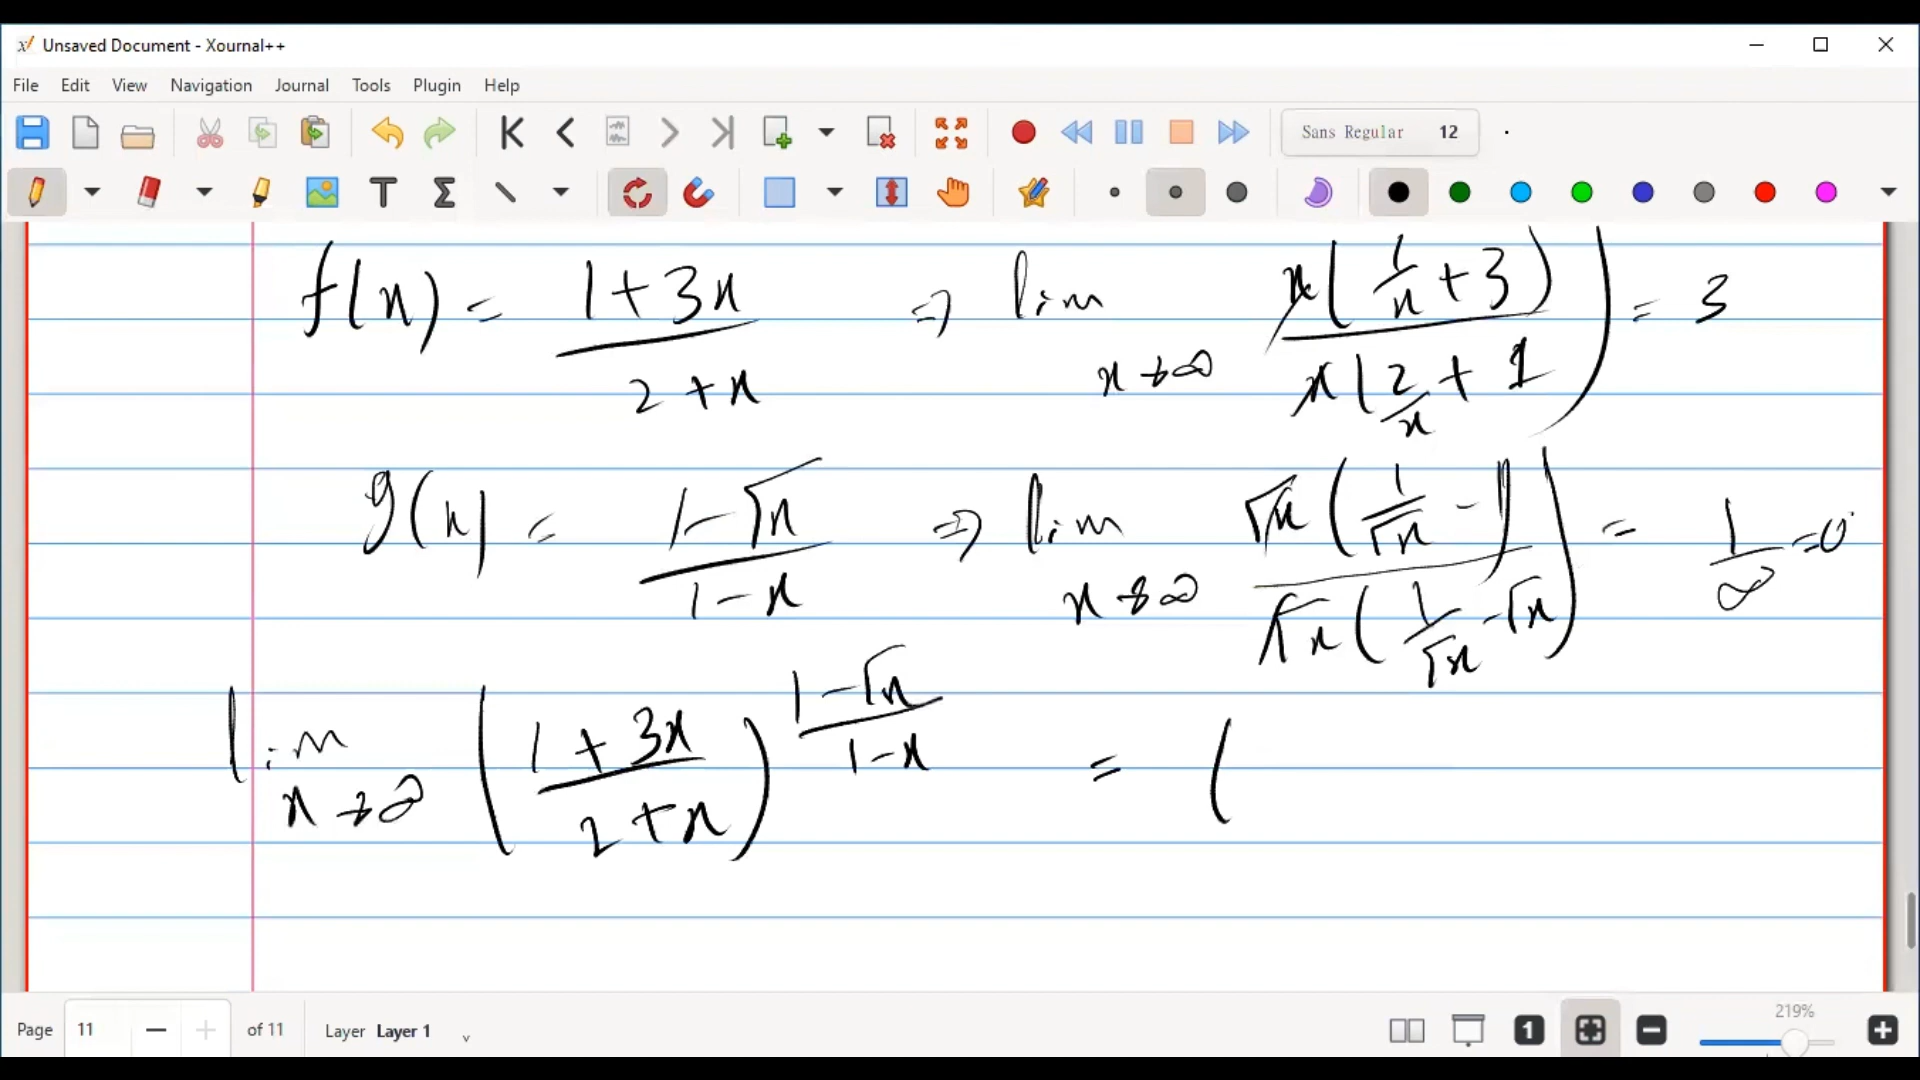 Unsaved Document - Xournal++
File Edit View Navigation Journal Tools Plugin Help
Sans Regular 12
f(x) = (1+3x)/(2+x) ⇒ lim x→∞ (x(1/x + 3))/(x(2/x + 1)) = 3
g(x) = (1-√x)/(1-x) ⇒ lim x→∞ (√x(1/√x - 1))/(√x(1/√x - √x)) = 1/∞ = 0
lim x→∞ ((1+3x)/(2+x))^((1-√x)/(1-x)) = (
Page 11 of 11 Layer Layer 1 1 219%